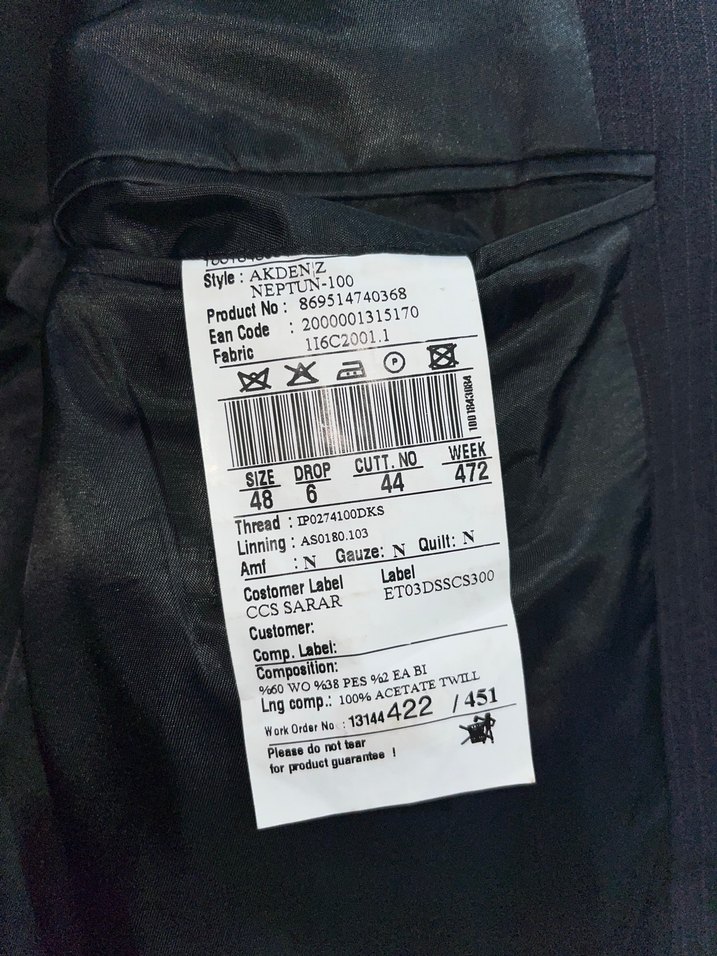 Style : AKDENİZ
NEPTUN-100
Product No : 869514740368
Ean Code : 2000001315170
Fabric 1I6C2001.1
P
1001843084
SIZE DROP CUTT. NO WEEK
48 6 44 472
Thread : IP0274100DKS
Linning : AS0180.103
Amf : N Gauze: N Quilt: N
Costomer Label Label
CCS SARAR ET03DSSCS300
Customer:
Comp. Label:
Composition:
%60 WO %38 PES %2 EA BI
Lng comp.: 100% ACETATE TWILL
Work Order No : 13144422 / 451
Please do not tear
for product guarantee !